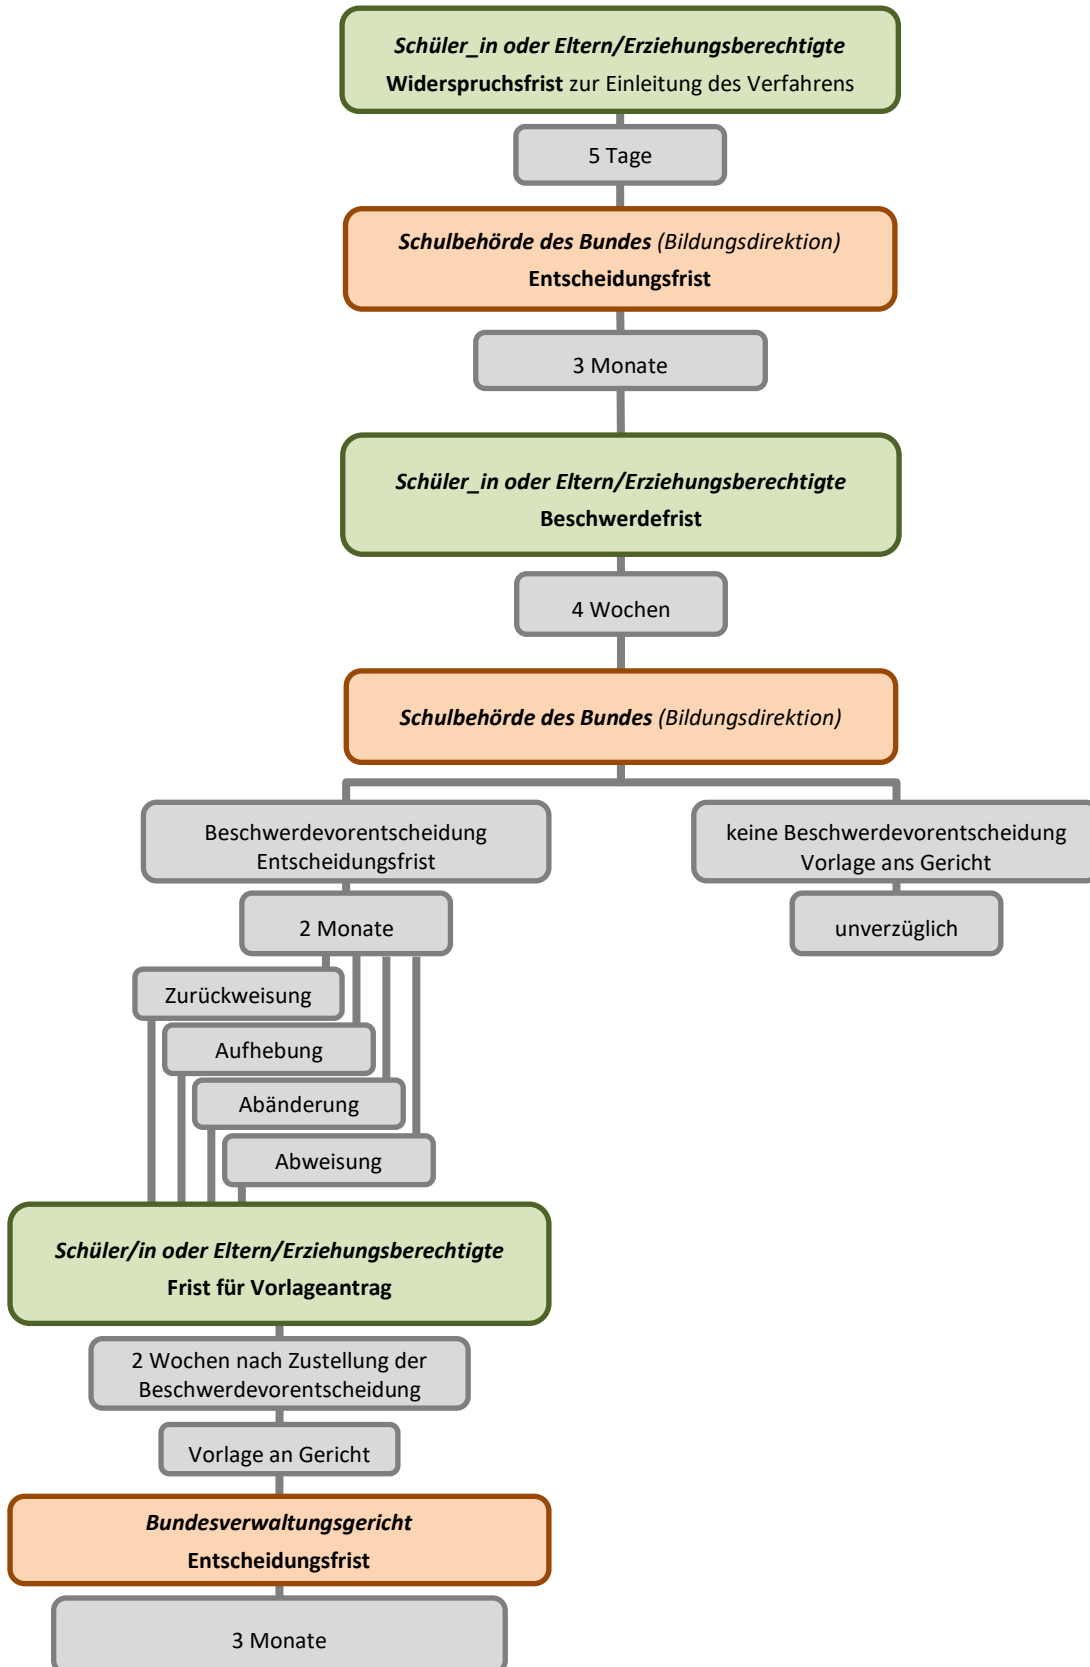 Schüler_in oder Eltern/Erziehungsberechtigte
Widerspruchsfrist zur Einleitung des Verfahrens
5 Tage
Schulbehörde des Bundes (Bildungsdirektion)
Entscheidungsfrist
3 Monate
Schüler_in oder Eltern/Erziehungsberechtigte
Beschwerdefrist
4 Wochen
Schulbehörde des Bundes (Bildungsdirektion)
Beschwerdevorentscheidung
Entscheidungsfrist
keine Beschwerdevorentscheidung
Vorlage ans Gericht
2 Monate
unverzüglich
Zurückweisung
Aufhebung
Abänderung
Abweisung
Schüler/in oder Eltern/Erziehungsberechtigte
Frist für Vorlageantrag
2 Wochen nach Zustellung der
Beschwerdevorentscheidung
Vorlage an Gericht
Bundesverwaltungsgericht
Entscheidungsfrist
3 Monate